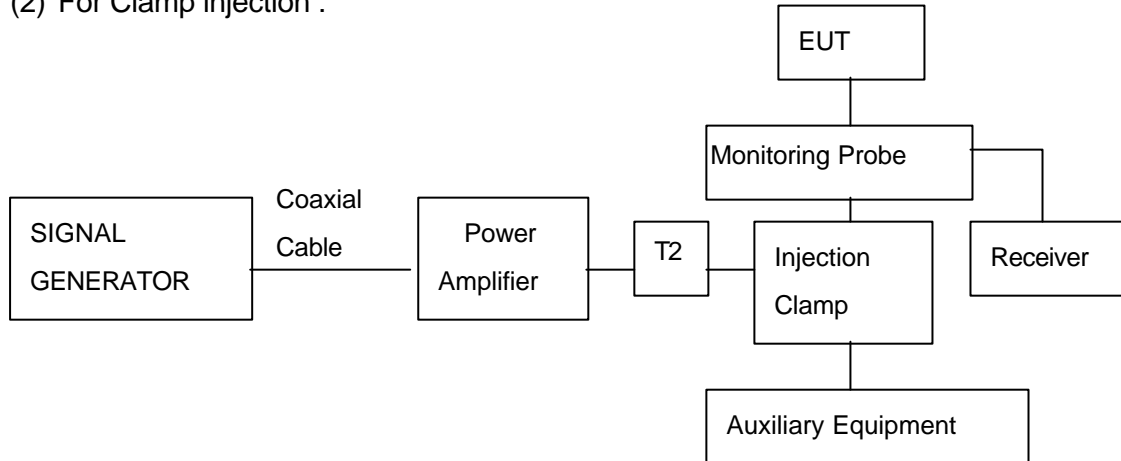 (2) For Clamp injection :
EUT
Monitoring Probe
Coaxial
Cable
SIGNAL
GENERATOR
Power
Amplifier
T2
Injection
Clamp
Receiver
Auxiliary Equipment